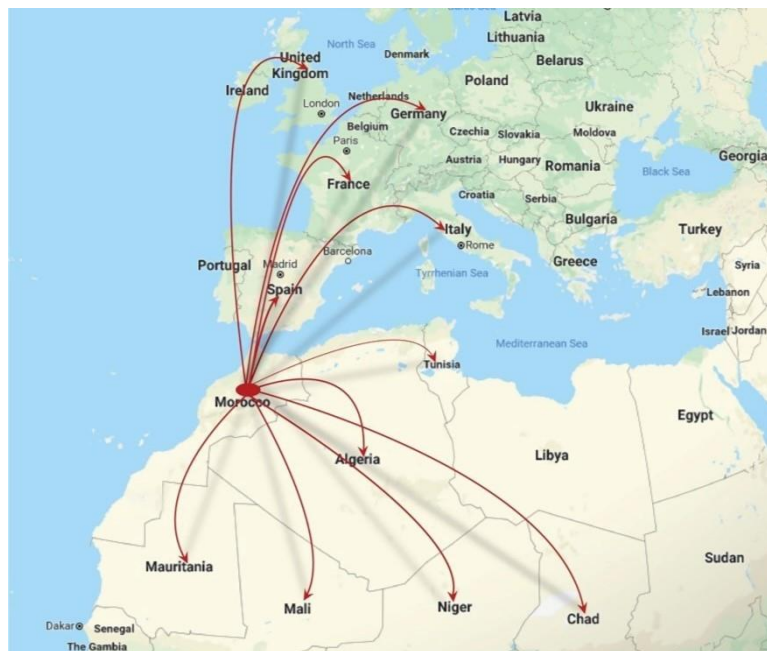 Latvia
North Sea
Lithuania
Denmark
United
Kingdom
Belarus
Ireland
Poland
Netherlands
London
Germany
Ukraine
Belgium
Czechia
Slovakia
Moldova
Paris
Austria
Hungary
Romania
Georgia
Black Sea
France
Croatia
Serbia
Bulgaria
Italy
Turkey
Rome
Barcelona
Portugal
Madrid
Greece
Syria
Tyrrhenian Sea
Spain
Lebanon
Israel
Jordan
Mediterranean Sea
Tunisia
Morocco
Egypt
Algeria
Libya
Sudan
Mauritania
Mali
Niger
Chad
Dakar
Senegal
The Gambia